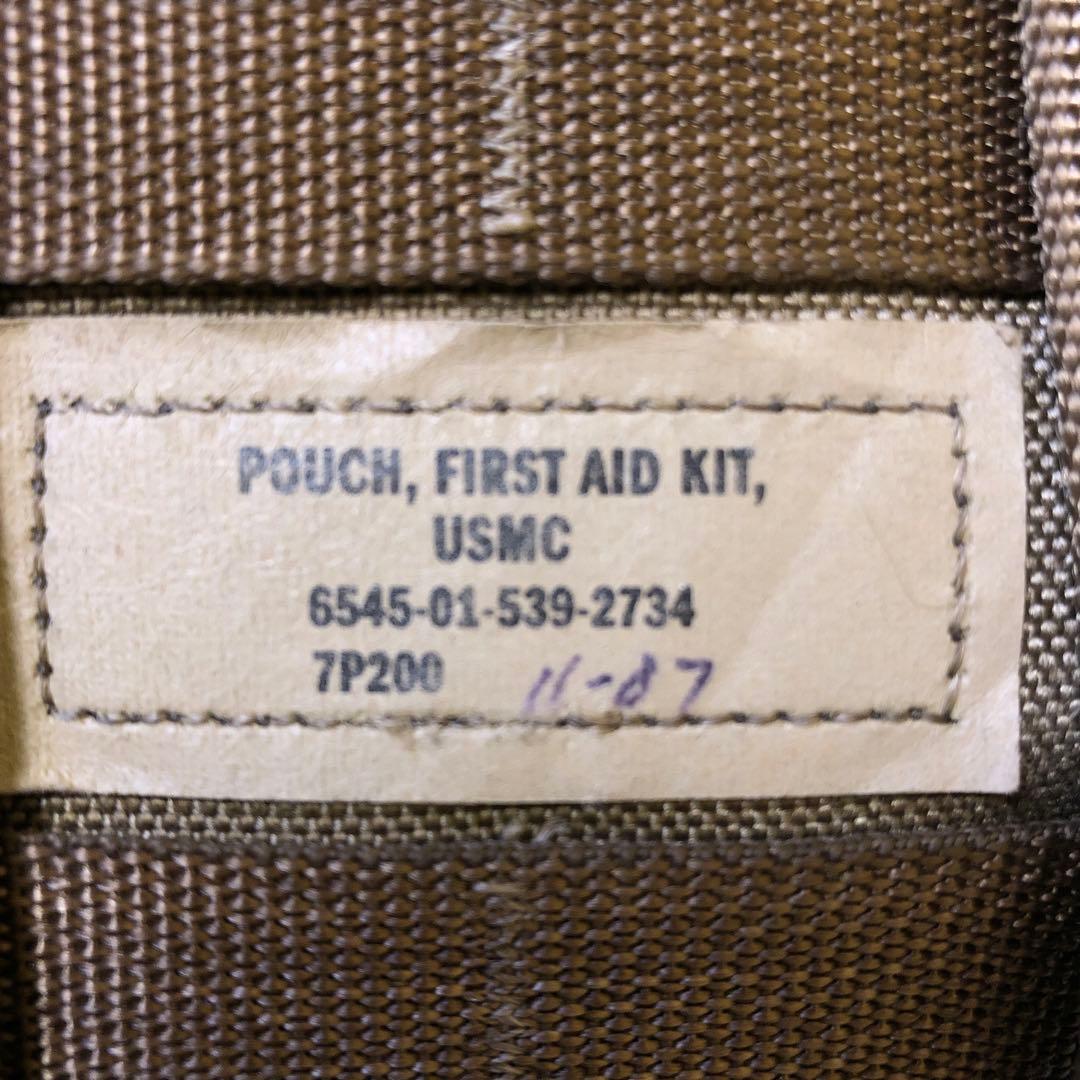 POUCH, FIRST AID KIT,
USMC
6545-01-539-2734
7P200 11-07